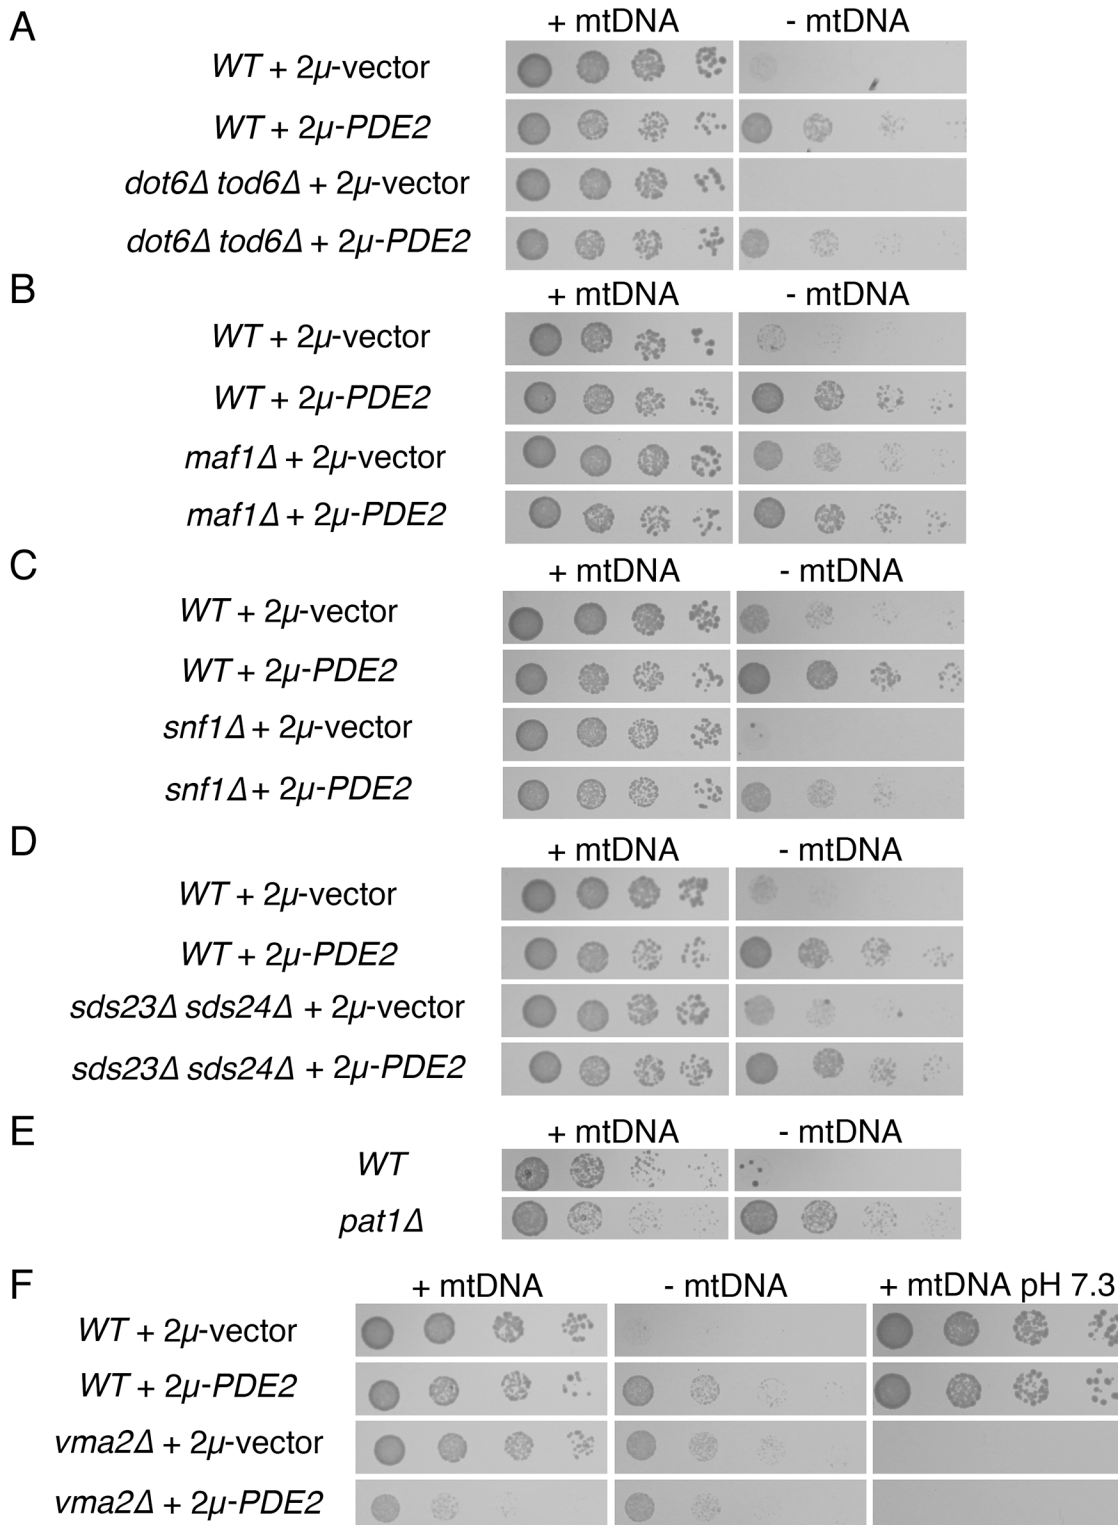 A
+ mtDNA - mtDNA
WT + 2µ-vector
WT + 2µ-PDE2
dot6Δ tod6Δ + 2µ-vector
dot6Δ tod6Δ + 2µ-PDE2
B
+ mtDNA - mtDNA
WT + 2µ-vector
WT + 2µ-PDE2
maf1Δ + 2µ-vector
maf1Δ + 2µ-PDE2
C
+ mtDNA - mtDNA
WT + 2µ-vector
WT + 2µ-PDE2
snf1Δ + 2µ-vector
snf1Δ + 2µ-PDE2
D
+ mtDNA - mtDNA
WT + 2µ-vector
WT + 2µ-PDE2
sds23Δ sds24Δ + 2µ-vector
sds23Δ sds24Δ + 2µ-PDE2
E
+ mtDNA - mtDNA
WT
pat1Δ
F
+ mtDNA - mtDNA + mtDNA pH 7.3
WT + 2µ-vector
WT + 2µ-PDE2
vma2Δ + 2µ-vector
vma2Δ + 2µ-PDE2